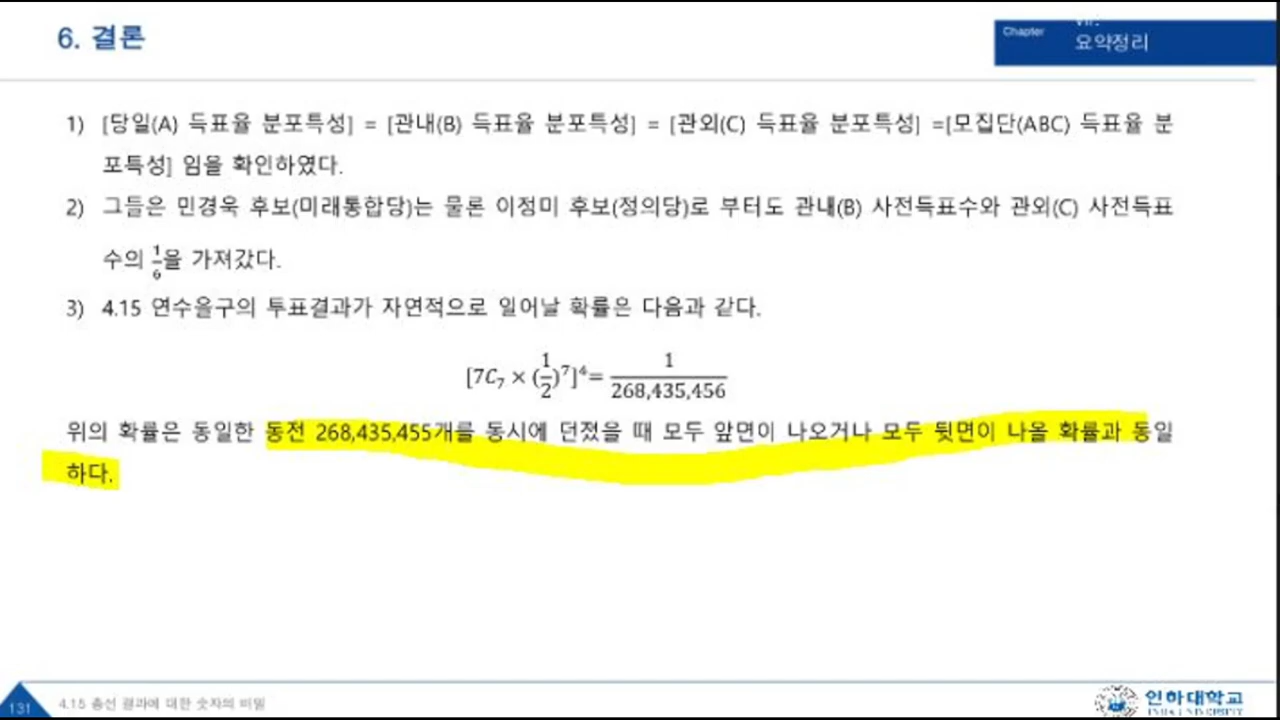 6. 결론
Chapter
요약정리
1) [당일(A) 득표율 분포특성] = [관내(B) 득표율 분포특성] = [관외(C) 득표율 분포특성] =[모집단(ABC) 득표율 분
포특성] 임을 확인하였다.
2) 그들은 민경욱 후보(미래통합당)는 물론 이정미 후보(정의당)로 부터도 관내(B) 사전득표수와 관외(C) 사전득표
수의 1/6을 가져갔다.
3) 4.15 연수을구의 투표결과가 자연적으로 일어날 확률은 다음과 같다.
[7C₇ × (1/2)⁷]⁴= 1/268,435,456
위의 확률은 동일한 동전 268,435,455개를 동시에 던졌을 때 모두 앞면이 나오거나 모두 뒷면이 나올 확률과 동일
하다.
131
4.15 총선 결과에 대한 숫자의 비밀
인하대학교
INHA UNIVERSITY